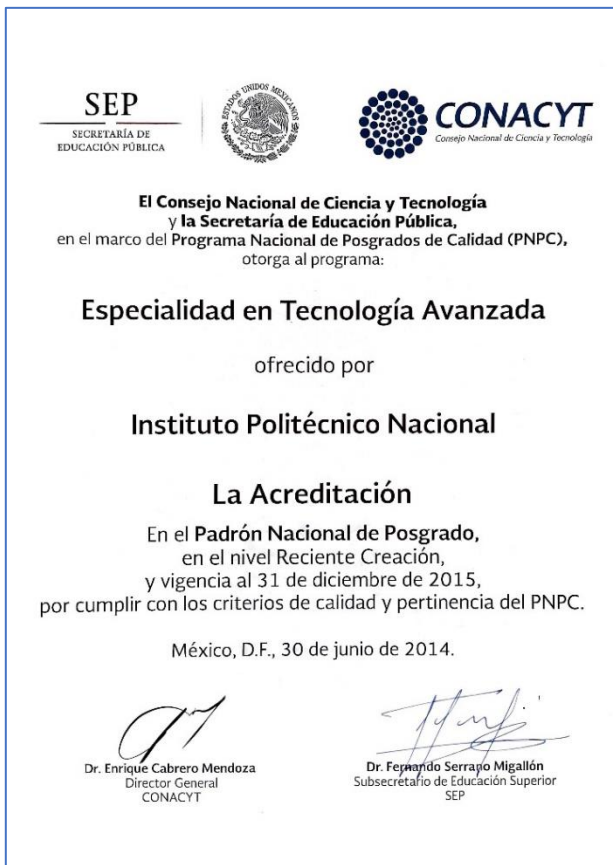 SEP
SECRETARÍA DE
EDUCACIÓN PÚBLICA
ESTADOS UNIDOS MEXICANOS
CONACYT
Consejo Nacional de Ciencia y Tecnología
El Consejo Nacional de Ciencia y Tecnología
y la Secretaría de Educación Pública,
en el marco del Programa Nacional de Posgrados de Calidad (PNPC),
otorga al programa:
Especialidad en Tecnología Avanzada
ofrecido por
Instituto Politécnico Nacional
La Acreditación
En el Padrón Nacional de Posgrado,
en el nivel Reciente Creación,
y vigencia al 31 de diciembre de 2015,
por cumplir con los criterios de calidad y pertinencia del PNPC.
México, D.F., 30 de junio de 2014.
Dr. Enrique Cabrero Mendoza
Director General
CONACYT
Dr. Fernando Serrano Migallón
Subsecretario de Educación Superior
SEP